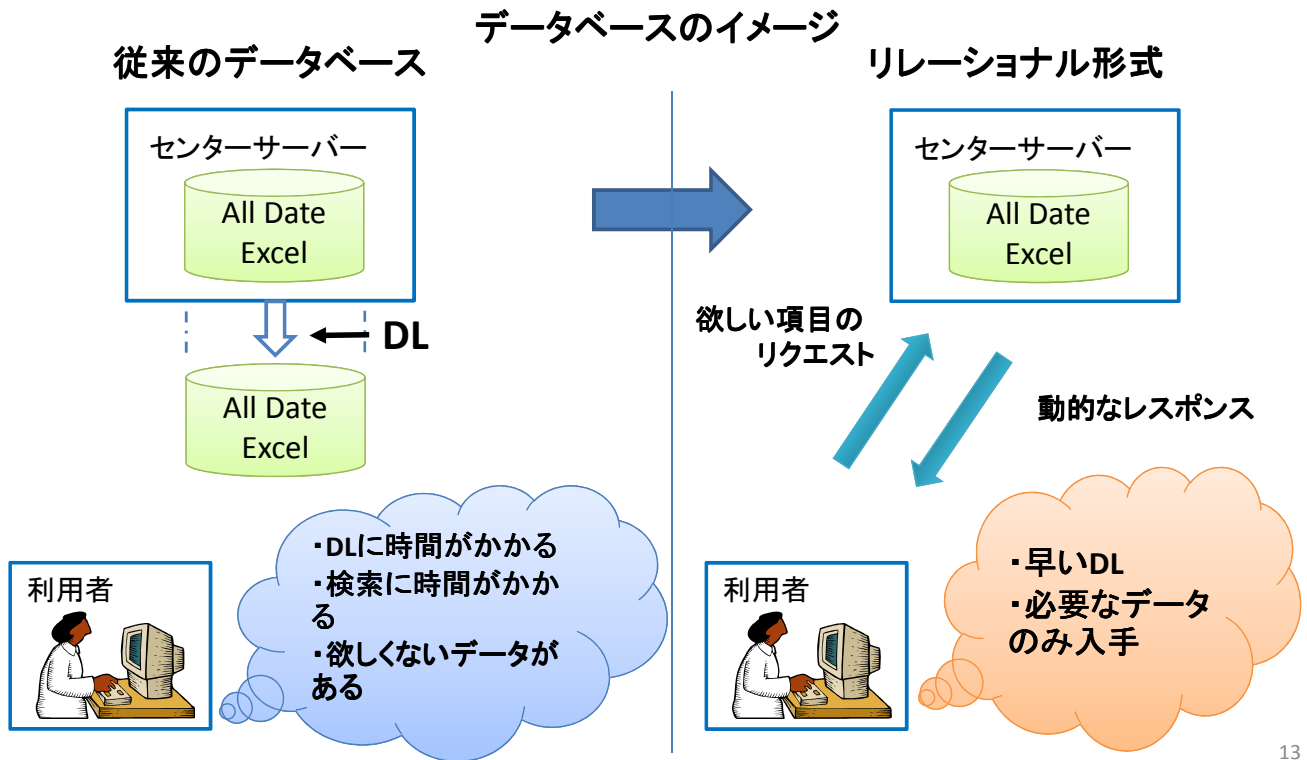 データベースのイメージ
従来のデータベース
センターサーバー
All Date
Excel
DL
All Date
Excel
利用者
・DLに時間がかかる
・検索に時間がかか
る
・欲しくないデータが
ある
リレーショナル形式
センターサーバー
All Date
Excel
欲しい項目の
リクエスト
動的なレスポンス
利用者
・早いDL
・必要なデータ
のみ入手
13